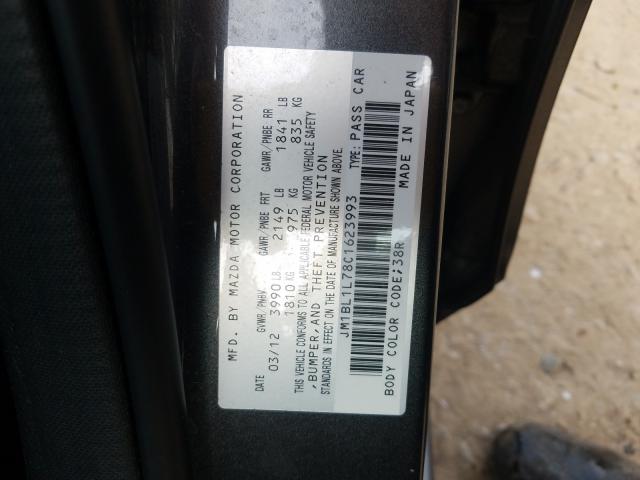 MFD. BY MAZDA MOTOR CORPORATION
DATE GVWR/PNBV GAWR/PNBE FRT GAWR/PNBE RR
03/12 3990 LB 2149 LB 1841 LB
1810 KG 975 KG 835 KG
THIS VEHICLE CONFORMS TO ALL APPLICABLE FEDERAL MOTOR VEHICLE SAFETY
,BUMPER,AND THEFT PREVENTION
STANDARDS IN EFFECT ON THE DATE OF MANUFACTURE SHOWN ABOVE.
JM1BL1L78C1623993 TYPE: PASS CAR
BODY COLOR CODE;38R MADE IN JAPAN